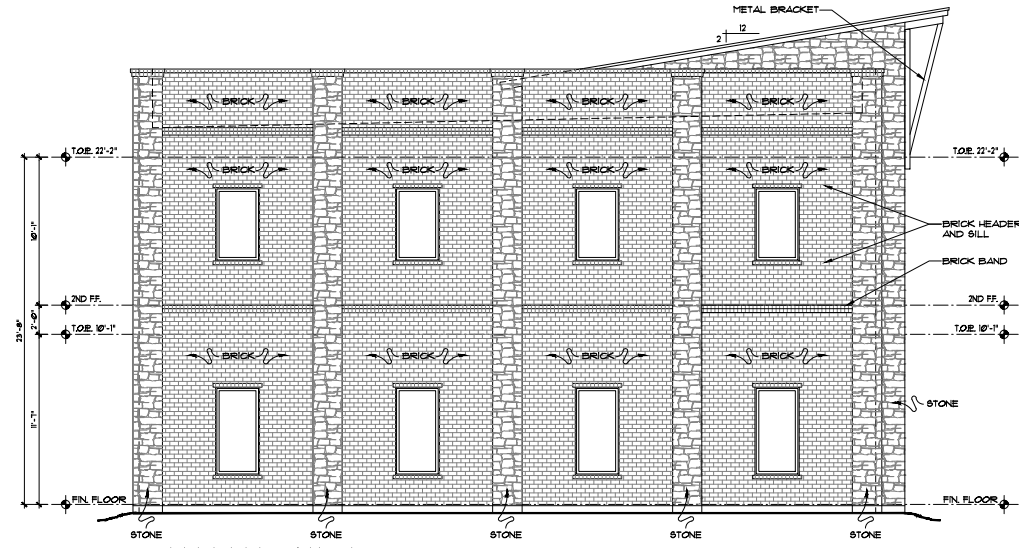 METAL BRACKET
12
2
BRICK BRICK BRICK BRICK
T.O.P. 22'-2" T.O.P. 22'-2"
BRICK BRICK BRICK BRICK
10'-1"
BRICK HEADER
AND SILL
BRICK BAND
2ND F.F. 2ND F.F.
2'-0"
23'-8"
T.O.P. 10'-1" T.O.P. 10'-1"
BRICK BRICK BRICK BRICK
11'-7"
STONE
FIN. FLOOR FIN. FLOOR
STONE STONE STONE STONE STONE